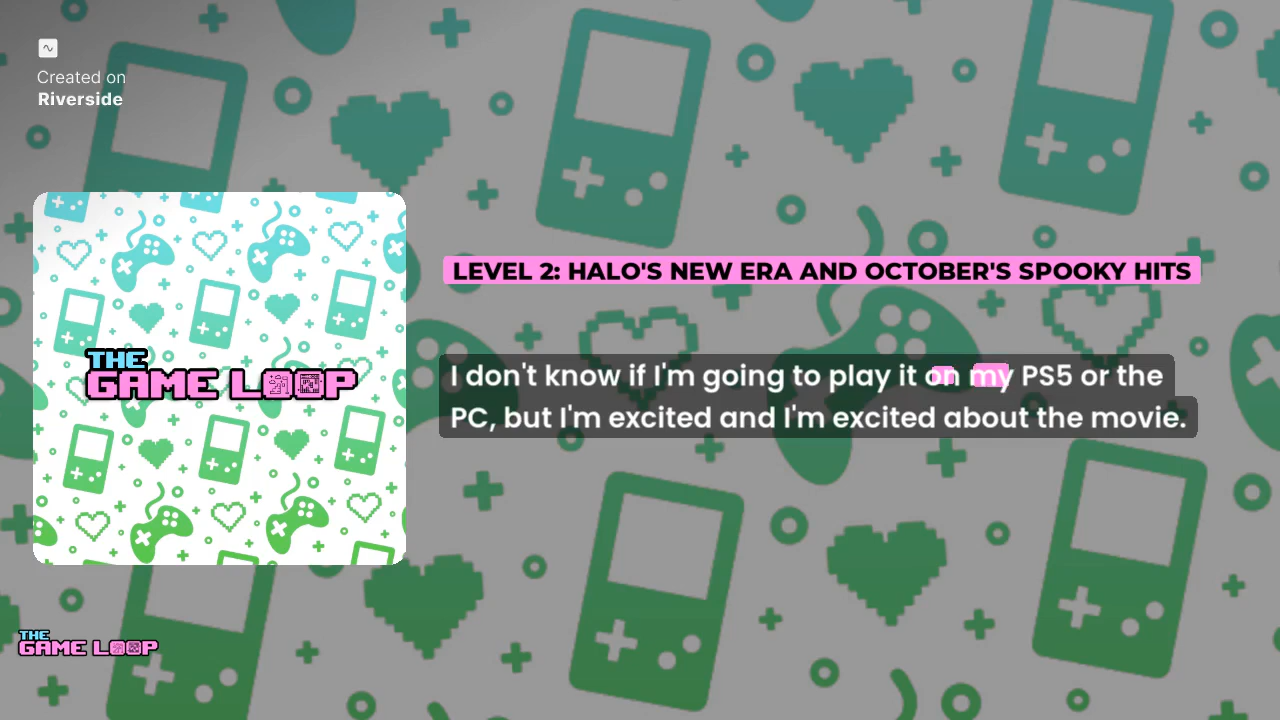 Created on
Riverside
LEVEL 2: HALO'S NEW ERA AND OCTOBER'S SPOOKY HITS
THE
GAME LOOP
I don't know if I'm going to play it on my PS5 or the
PC, but I'm excited and I'm excited about the movie.
THE
GAME LOOP